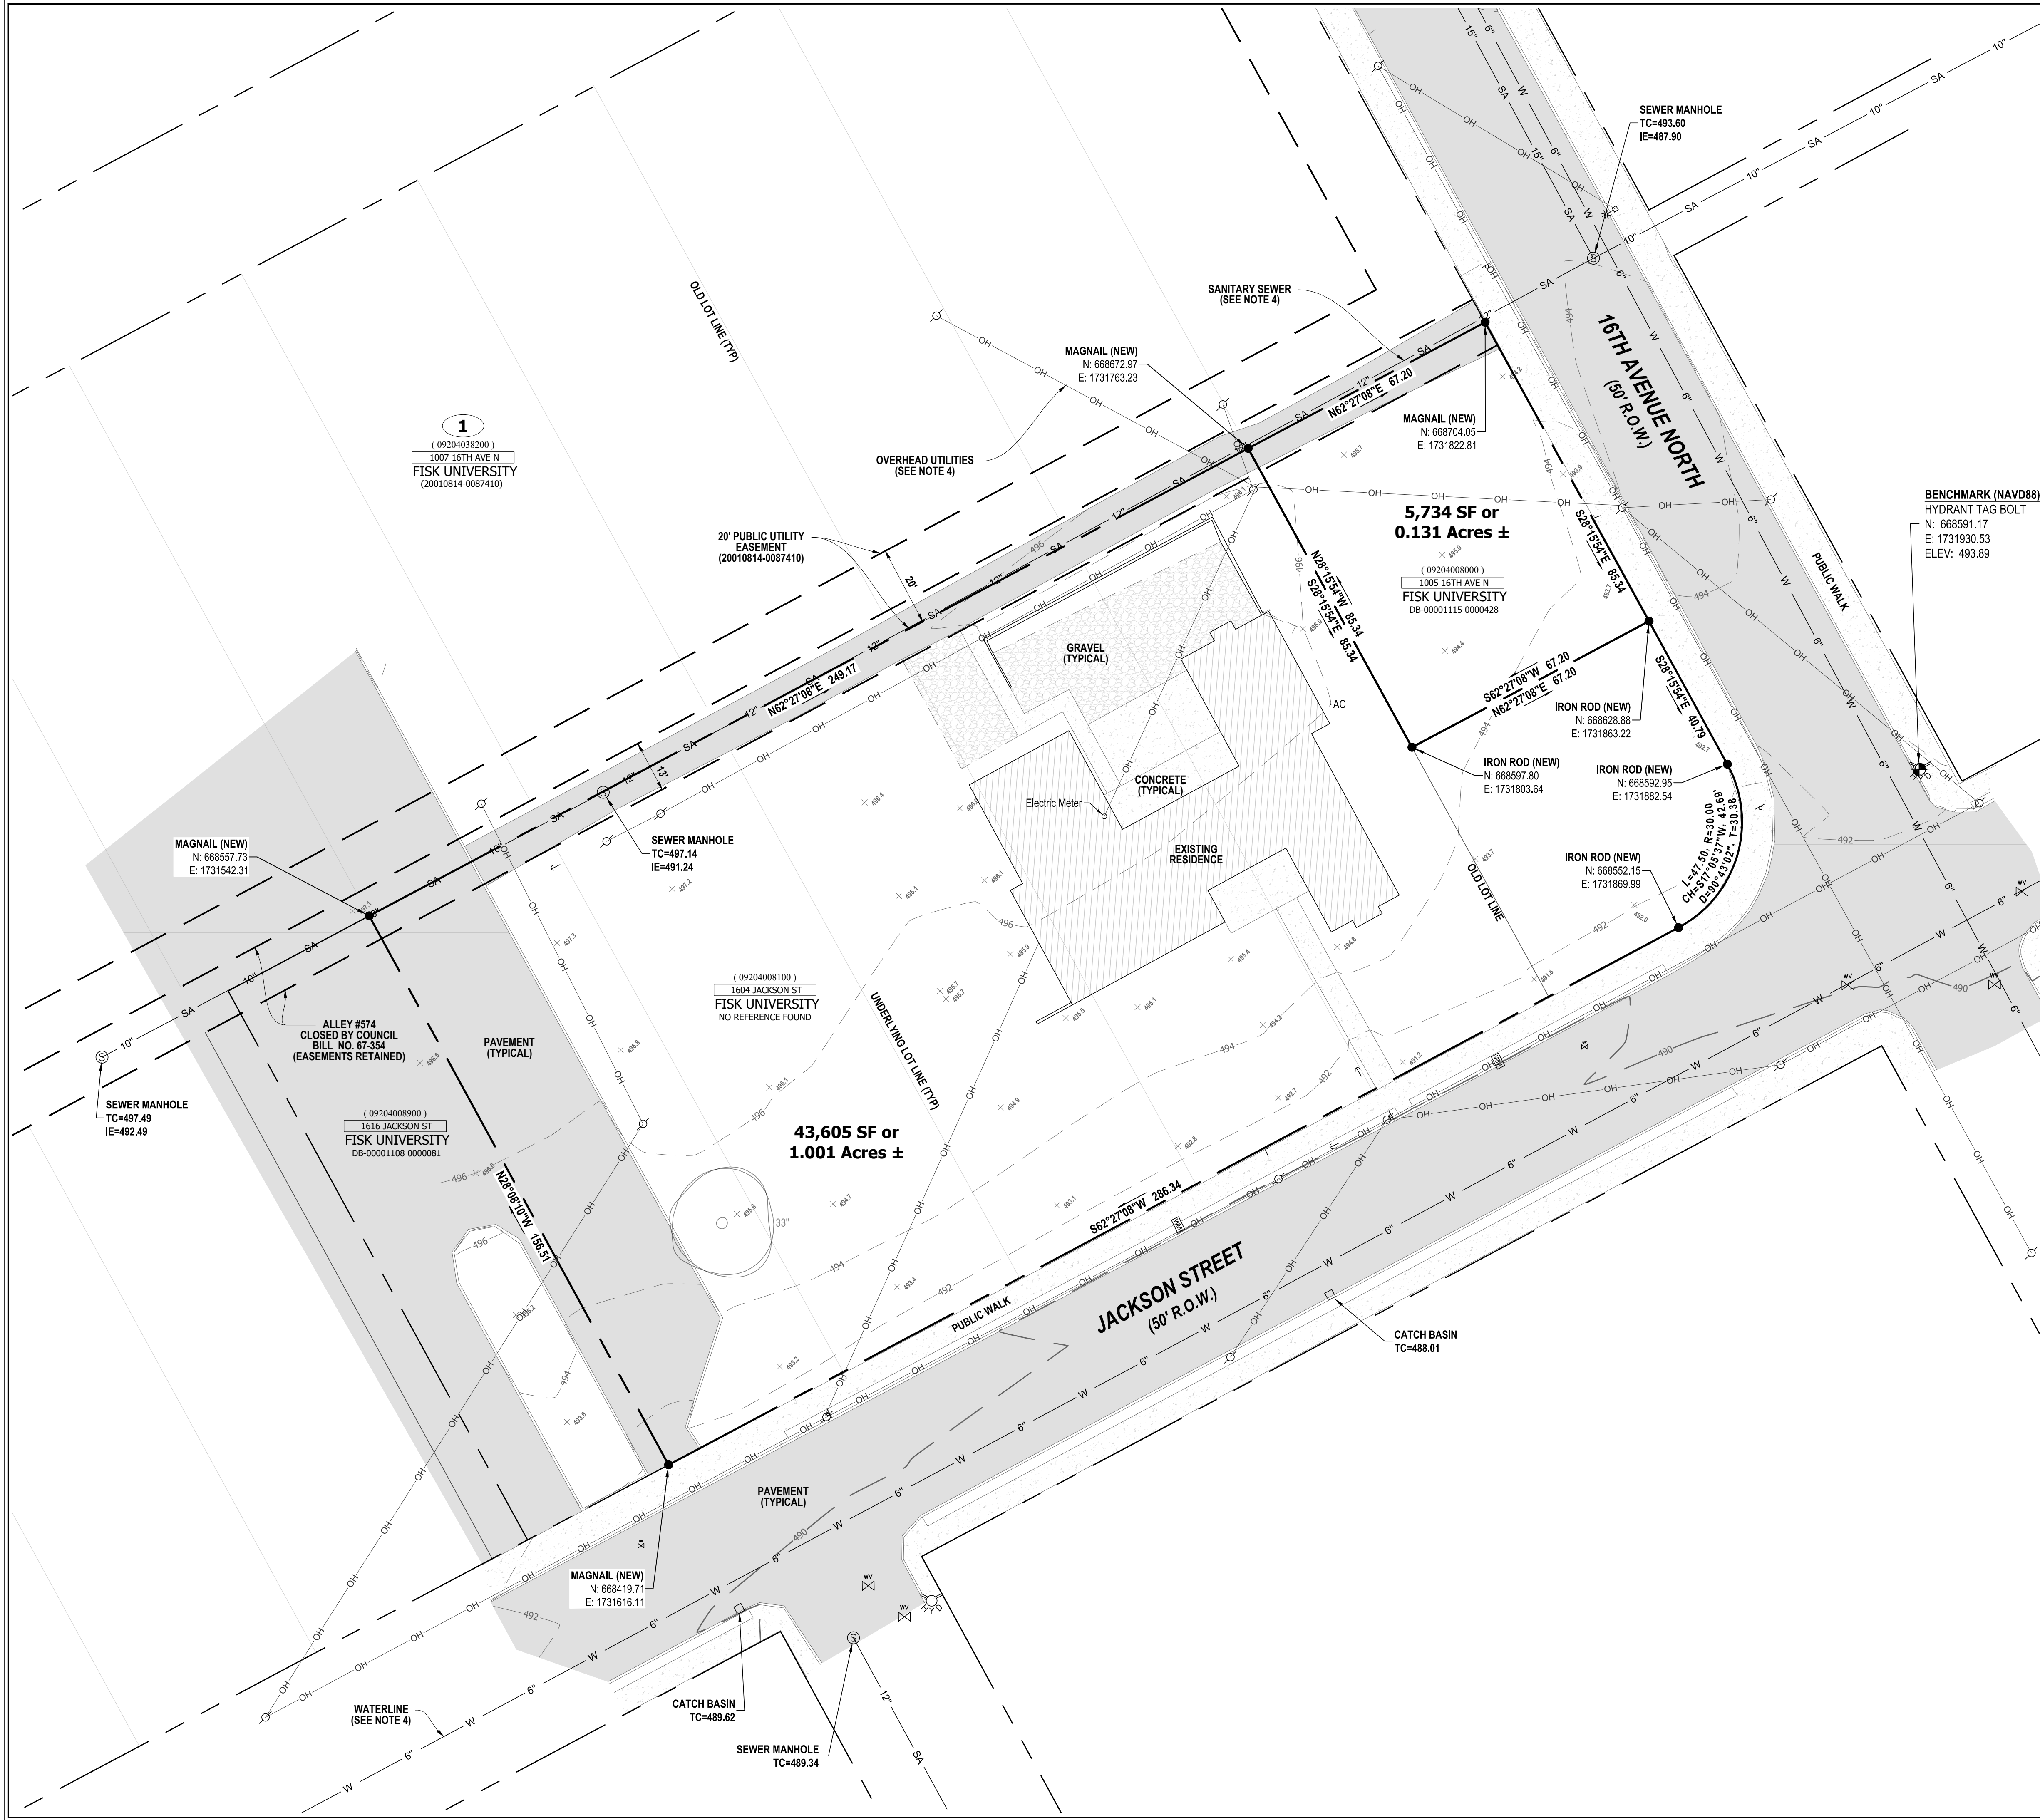 SEWER MANHOLE
TC=493.60
IE=487.90
16TH AVENUE NORTH
(50' R.O.W.)
PUBLIC WALK
BENCHMARK (NAVD88)
HYDRANT TAG BOLT
N: 668591.17
E: 1731930.53
ELEV: 493.89
OLD LOT LINE (TYP)
SANITARY SEWER
(SEE NOTE 4)
MAGNAIL (NEW)
N: 668672.97
E: 1731763.23
N62°27'08"E 67.20
MAGNAIL (NEW)
N: 668704.05
E: 1731822.81
1
( 09204038200 )
1007 16TH AVE N
FISK UNIVERSITY
(20010814-0087410)
OVERHEAD UTILITIES
(SEE NOTE 4)
20' PUBLIC UTILITY
EASEMENT
(20010814-0087410)
20'
5,734 SF or
0.131 Acres ±
( 09204008000 )
1005 16TH AVE N
FISK UNIVERSITY
DB-00001115 0000428
S28°15'54"E 85.34
N28°15'54"W 85.34
S28°15'54"E 85.34
S62°27'08"W 67.20
N62°27'08"E 67.20
GRAVEL
(TYPICAL)
N62°27'08"E 249.17
13'
AC
CONCRETE
(TYPICAL)
Electric Meter
EXISTING
RESIDENCE
IRON ROD (NEW)
N: 668628.88
E: 1731863.22
S28°15'54"E 40.79
IRON ROD (NEW)
N: 668597.80
E: 1731803.64
IRON ROD (NEW)
N: 668592.95
E: 1731882.54
L=47.50, R=30.00
CH=S17°05'37"W, 42.69'
D=90°43'02", T=30.38
IRON ROD (NEW)
N: 668552.15
E: 1731869.99
OLD LOT LINE
MAGNAIL (NEW)
N: 668557.73
E: 1731542.31
SEWER MANHOLE
TC=497.14
IE=491.24
ALLEY #574
CLOSED BY COUNCIL
BILL NO. 67-354
(EASEMENTS RETAINED)
PAVEMENT
(TYPICAL)
SEWER MANHOLE
TC=497.49
IE=492.49
( 09204008900 )
1616 JACKSON ST
FISK UNIVERSITY
DB-00001108 0000081
( 09204008100 )
1604 JACKSON ST
FISK UNIVERSITY
NO REFERENCE FOUND
UNDERLYING LOT LINE (TYP)
43,605 SF or
1.001 Acres ±
33"
N28°08'10"W 156.51
S62°27'08"W 286.34
PUBLIC WALK
JACKSON STREET
(50' R.O.W.)
CATCH BASIN
TC=488.01
PAVEMENT
(TYPICAL)
MAGNAIL (NEW)
N: 668419.71
E: 1731616.11
WATERLINE
(SEE NOTE 4)
CATCH BASIN
TC=489.62
SEWER MANHOLE
TC=489.34